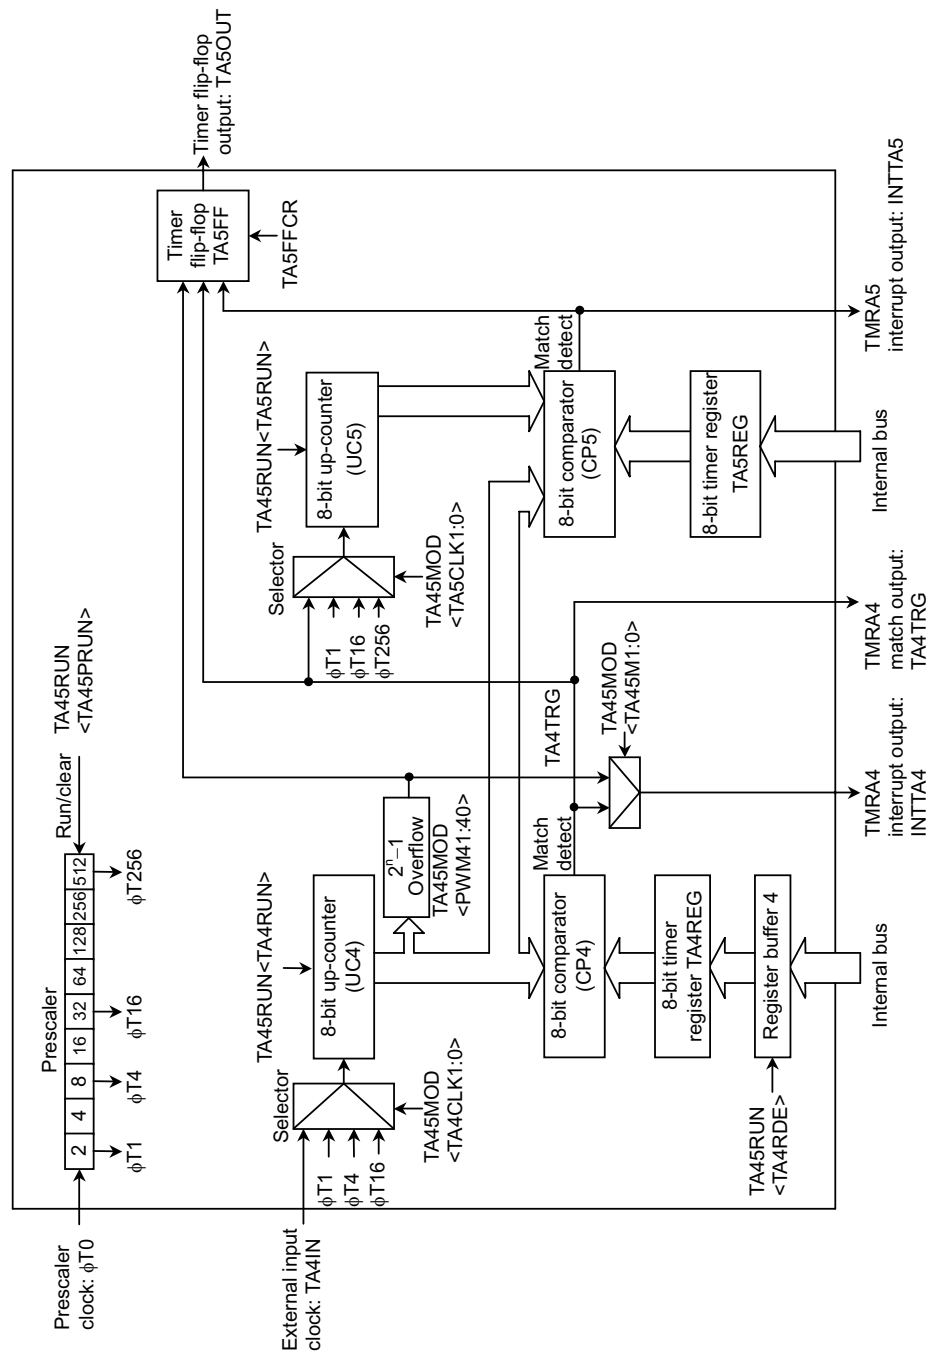 Prescaler
clock: ϕT0
Prescaler
2 4 8 16 32 64 128 256 512
Run/clear
TA45RUN
<TA45PRUN>
ϕT1
ϕT4
ϕT16
ϕT256
External input
clock: TA4IN
ϕT1
ϕT4
ϕT16
Selector
TA45MOD
<TA4CLK1:0>
TA45RUN<TA4RUN>
8-bit up-counter
(UC4)
2ⁿ−1
Overflow
TA45MOD
<PWM41:40>
8-bit comparator
(CP4)
Match
detect
TA4TRG
8-bit timer
register TA4REG
Register buffer 4
TA45RUN
<TA4RDE>
Internal bus
TA45MOD
<TA45M1:0>
TMRA4
interrupt output:
INTTA4
TMRA4
match output:
TA4TRG
Selector
ϕT1
ϕT16
ϕT256
TA45MOD
<TA5CLK1:0>
TA45RUN<TA5RUN>
8-bit up-counter
(UC5)
8-bit comparator
(CP5)
Match
detect
8-bit timer register
TA5REG
Internal bus
TMRA5
interrupt output: INTTA5
Timer
flip-flop
TA5FF
TA5FFCR
Timer flip-flop
output: TA5OUT